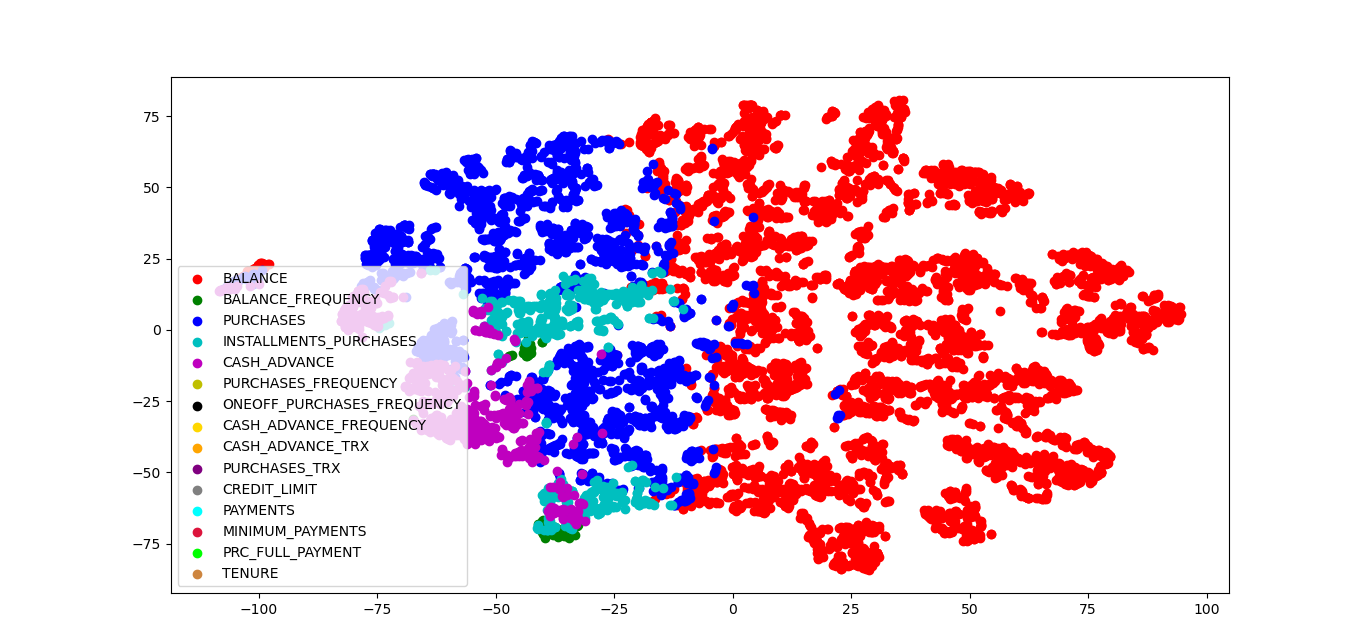 75
50
25
0
−25
−50
−75
BALANCE
BALANCE_FREQUENCY
PURCHASES
INSTALLMENTS_PURCHASES
CASH_ADVANCE
PURCHASES_FREQUENCY
ONEOFF_PURCHASES_FREQUENCY
CASH_ADVANCE_FREQUENCY
CASH_ADVANCE_TRX
PURCHASES_TRX
CREDIT_LIMIT
PAYMENTS
MINIMUM_PAYMENTS
PRC_FULL_PAYMENT
TENURE
−100 −75 −50 −25 0 25 50 75 100